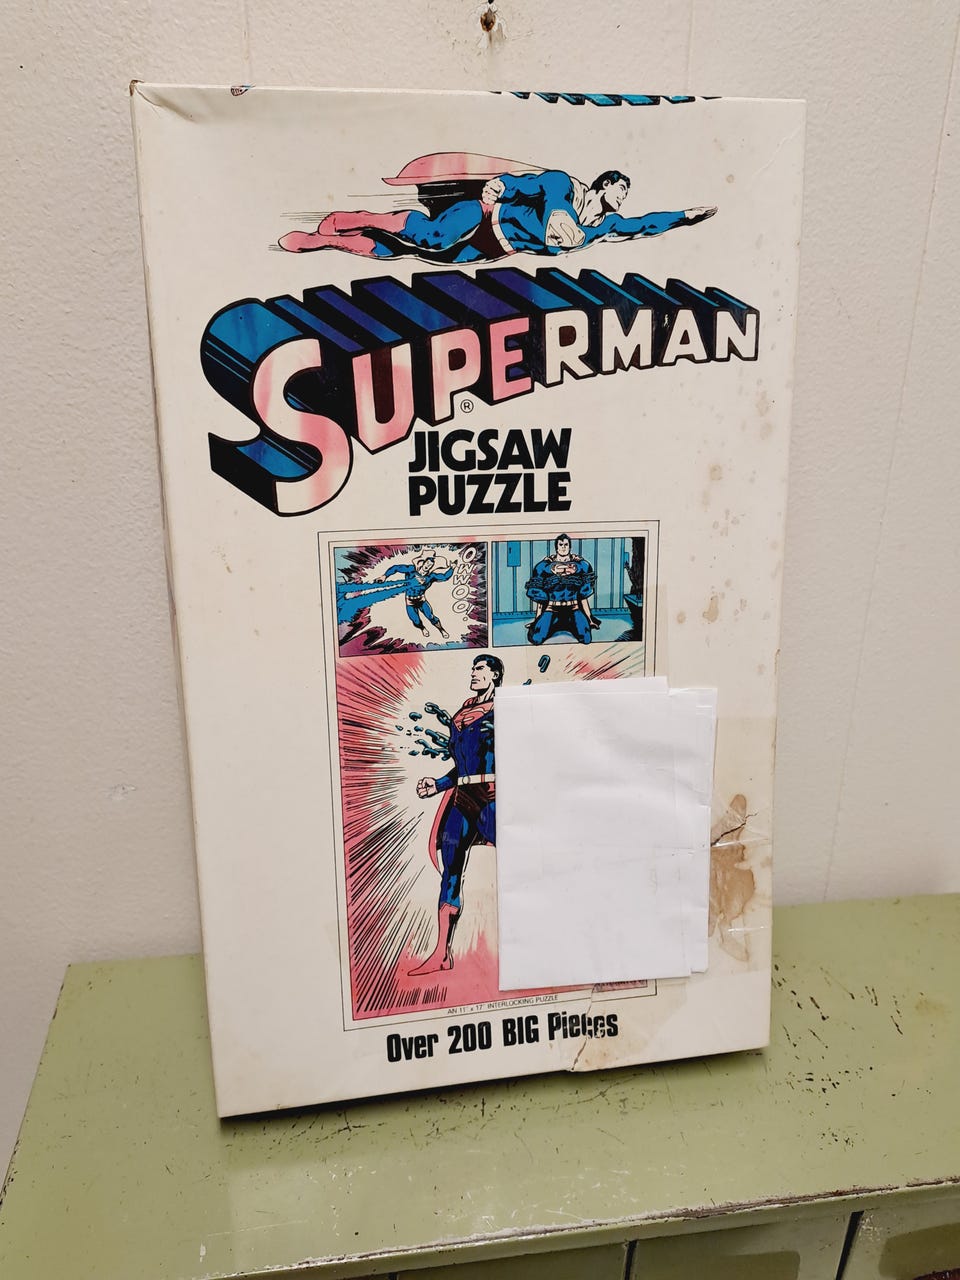 SUPERMAN
®
JIGSAW
PUZZLE
OWWOO!
AN 11" x 17" INTERLOCKING PUZZLE
Over 200 BIG Pieces